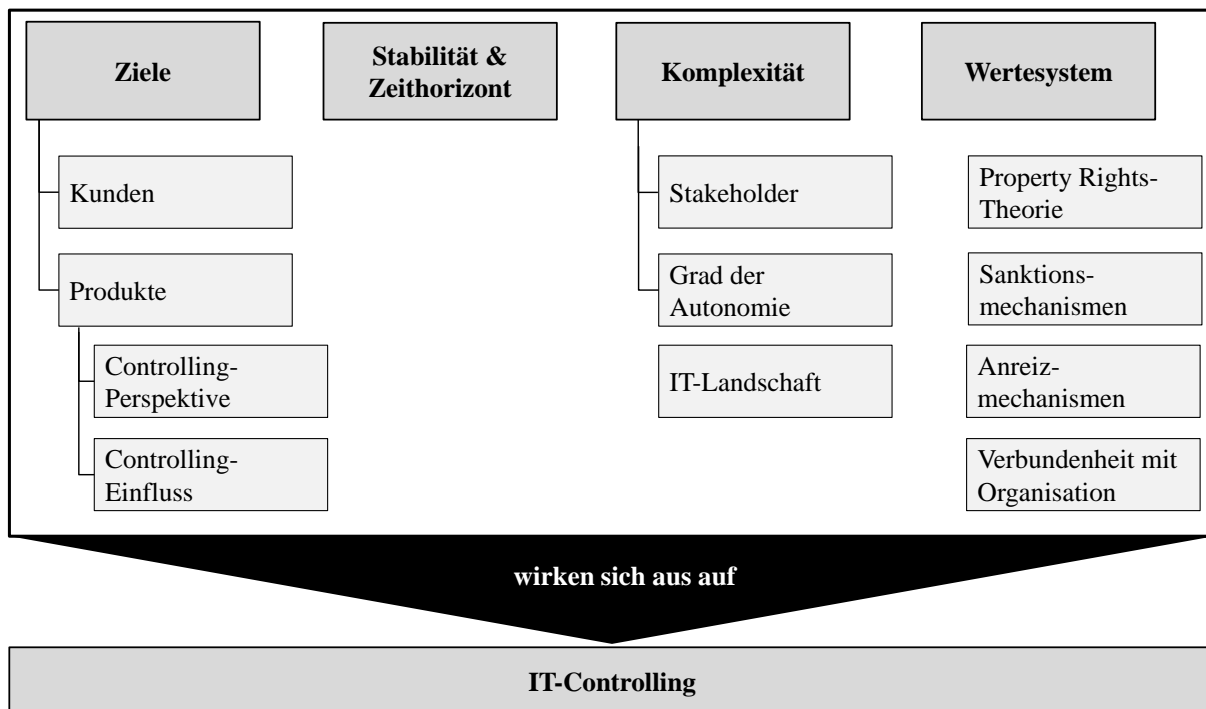 Ziele
Stabilität &
Zeithorizont
Komplexität
Wertesystem
Kunden
Produkte
Controlling-
Perspektive
Controlling-
Einfluss
Stakeholder
Grad der
Autonomie
IT-Landschaft
Property Rights-
Theorie
Sanktions-
mechanismen
Anreiz-
mechanismen
Verbundenheit mit
Organisation
wirken sich aus auf
IT-Controlling